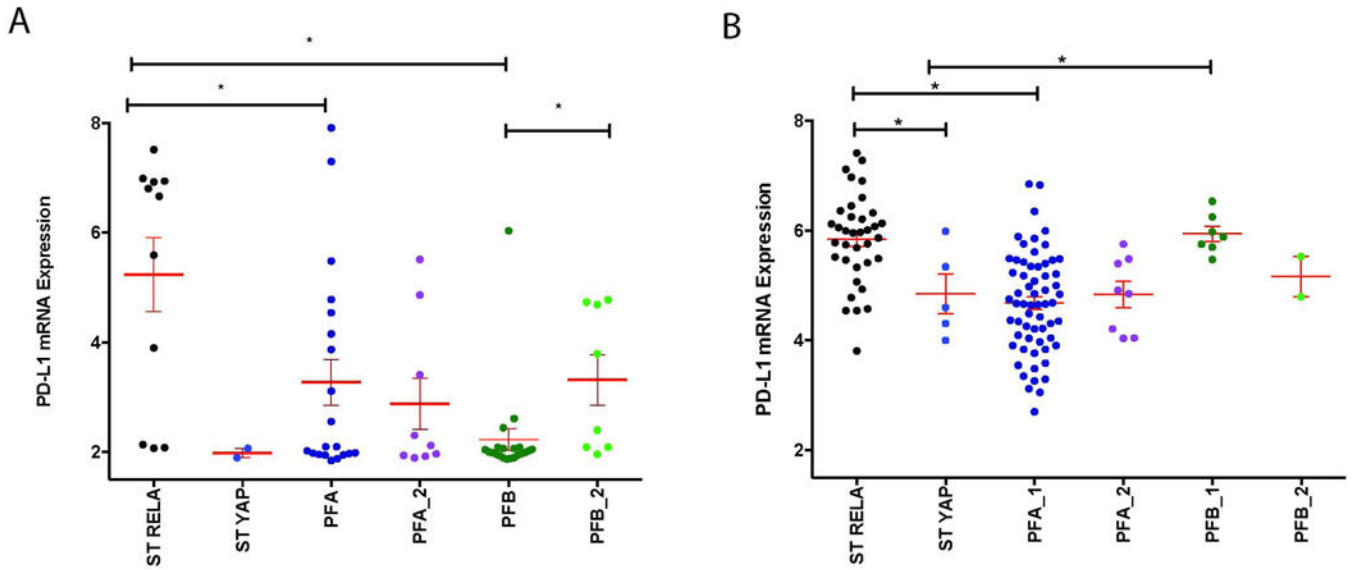 A
*
*
*
PD-L1 mRNA Expression
8
6
4
2
ST RELA
ST YAP
PFA
PFA_2
PFB
PFB_2
B
*
*
*
PD-L1 mRNA Expression
8
6
4
2
ST RELA
ST YAP
PFA_1
PFA_2
PFB_1
PFB_2